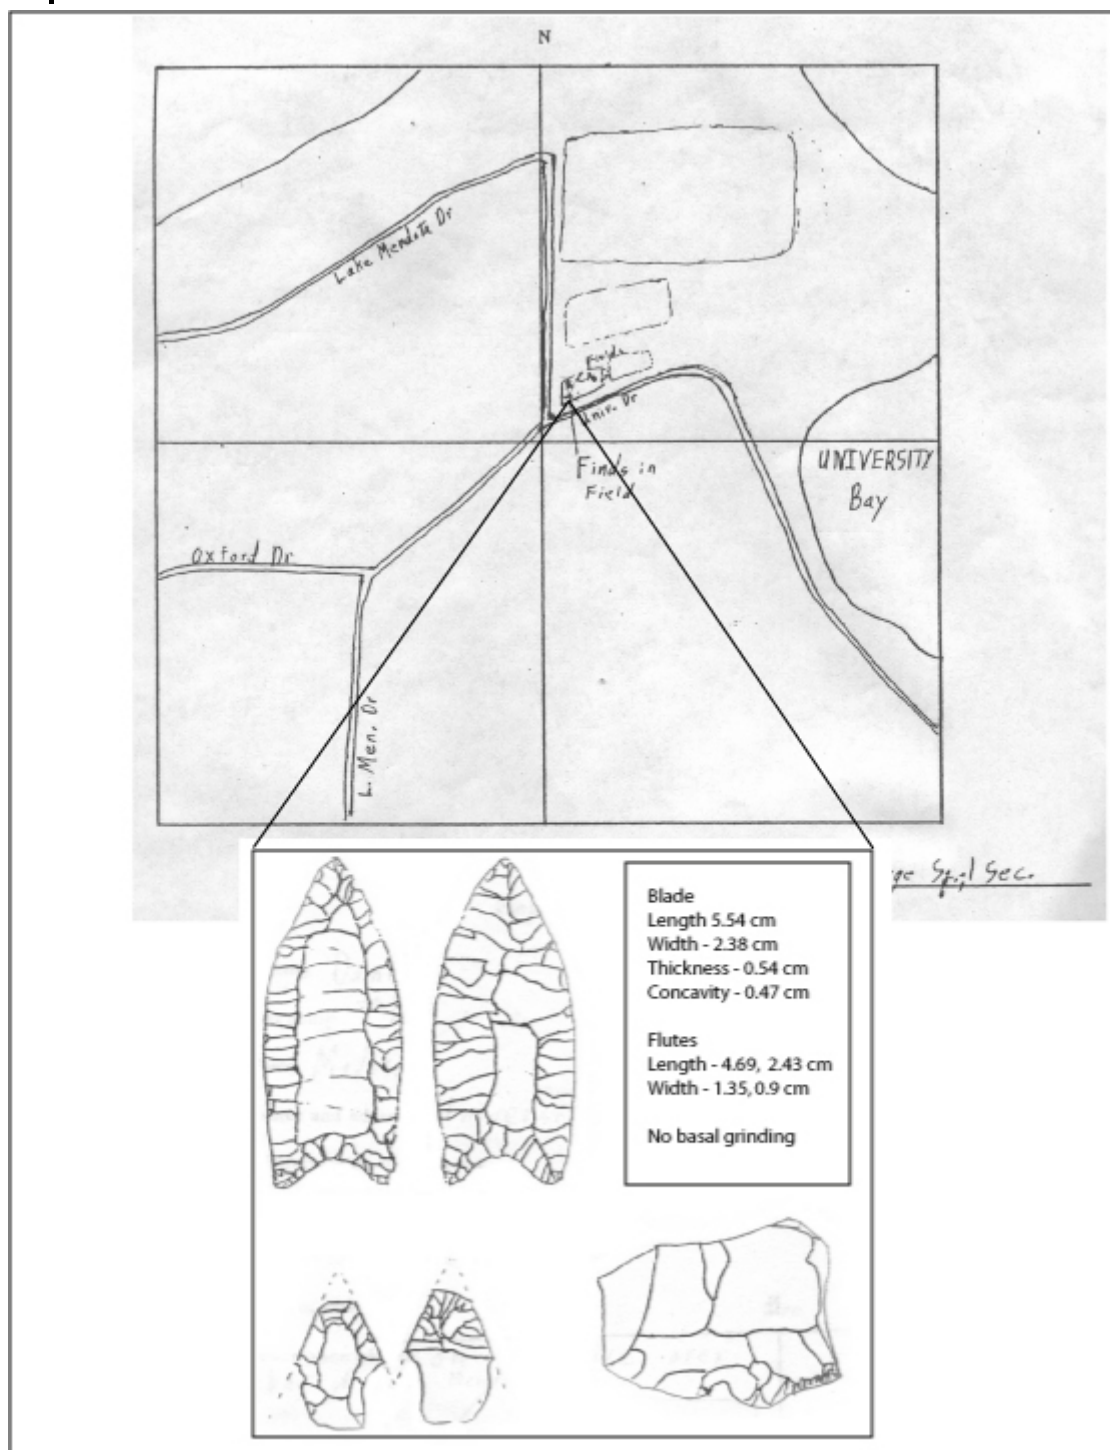 N
Lake Mendota Dr
Fields
Univ. Dr
Finds in
Field
UNIVERSITY
Bay
Oxford Dr
L. Men. Dr
Sec.
Blade
Length 5.54 cm
Width - 2.38 cm
Thickness - 0.54 cm
Concavity - 0.47 cm
Flutes
Length - 4.69, 2.43 cm
Width - 1.35, 0.9 cm
No basal grinding